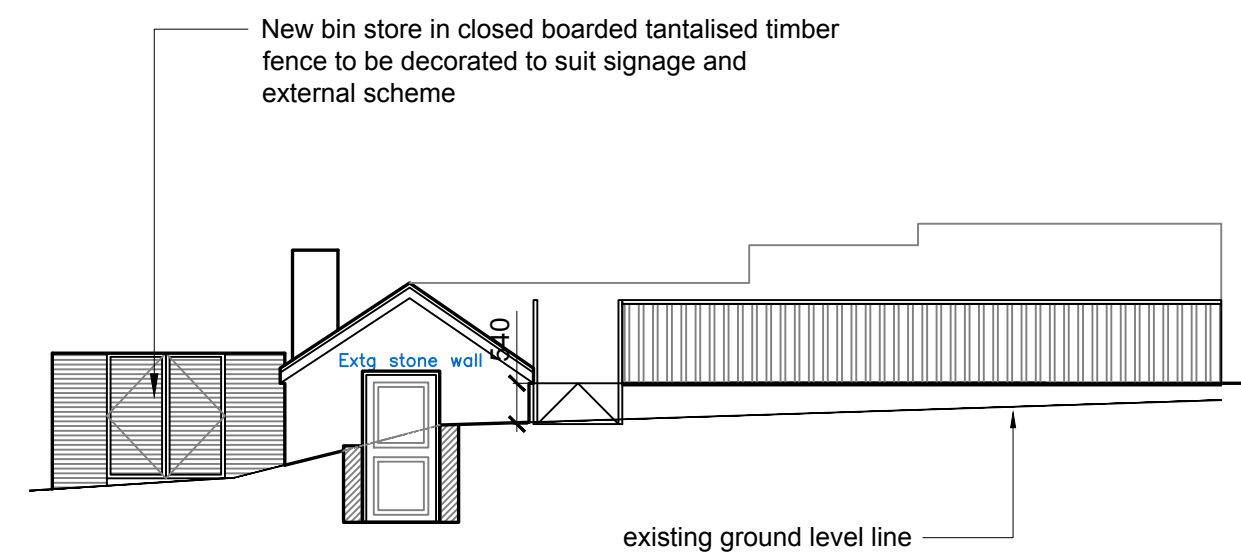 New bin store in closed boarded tantalised timber
fence to be decorated to suit signage and
external scheme
540
Extg stone wall
existing ground level line